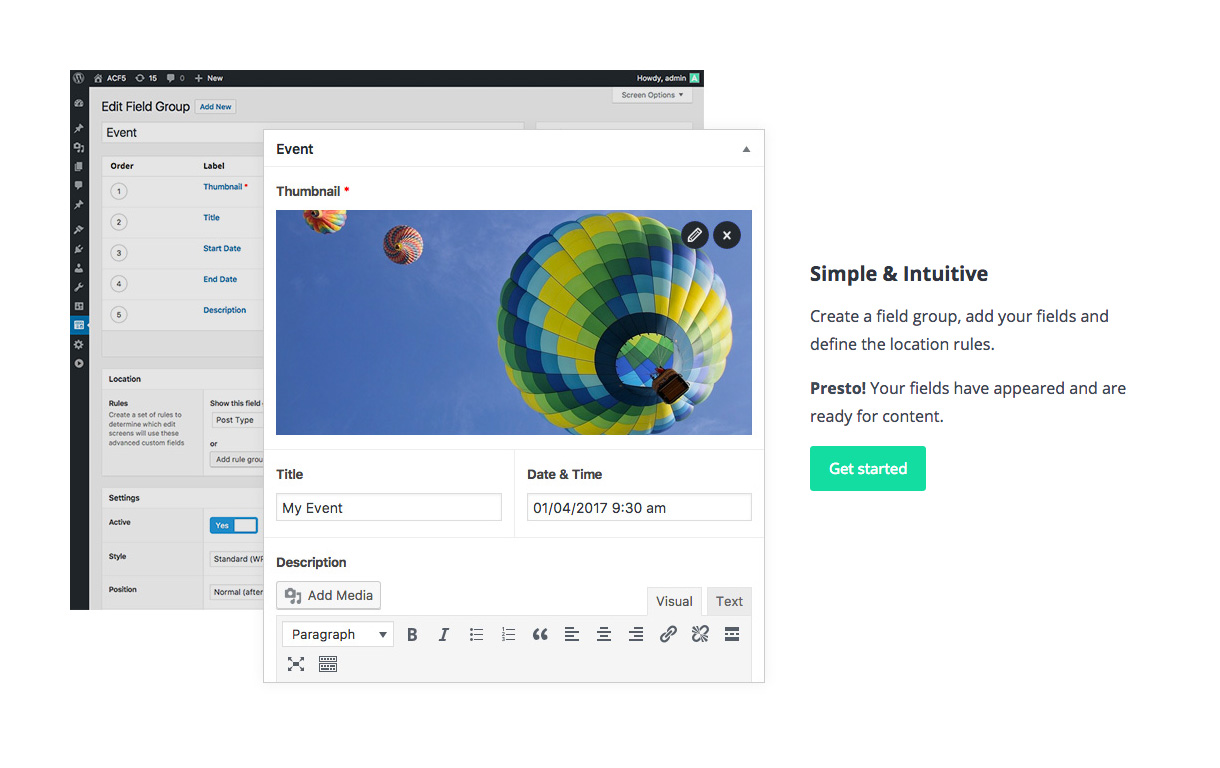 ACF5 15 0 New
Howdy, admin
Screen Options
Edit Field Group Add New
Event
Order Label
1 Thumbnail *
2 Title
3 Start Date
4 End Date
5 Description
Location
Rules
Create a set of rules to
determine which edit
screens will use these
advanced custom fields
Show this field
Post Type
or
Add rule grou
Settings
Active Yes
Style Standard (WP
Position Normal (after
Event
Thumbnail *
Title
My Event
Date & Time
01/04/2017 9:30 am
Description
Add Media
Visual Text
Paragraph
Simple & Intuitive
Create a field group, add your fields and
define the location rules.
Presto! Your fields have appeared and are
ready for content.
Get started